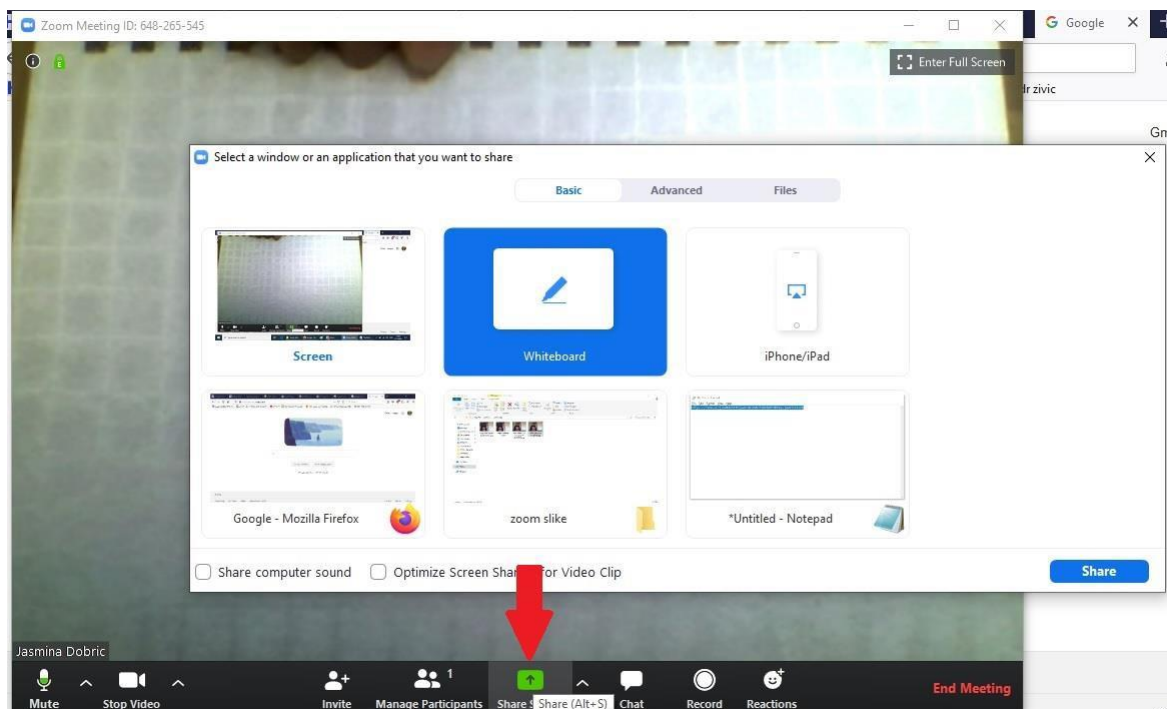 Zoom Meeting ID: 648-265-545
Google
Enter Full Screen
dr zivic
Select a window or an application that you want to share
Basic Advanced Files
Screen Whiteboard iPhone/iPad
Google - Mozilla Firefox zoom slike *Untitled - Notepad
Share computer sound Optimize Screen for Video Clip
Share
Jasmina Dobric
1
Mute Stop Video Invite Manage Participants Share Share (Alt+S) Chat Record Reactions
End Meeting